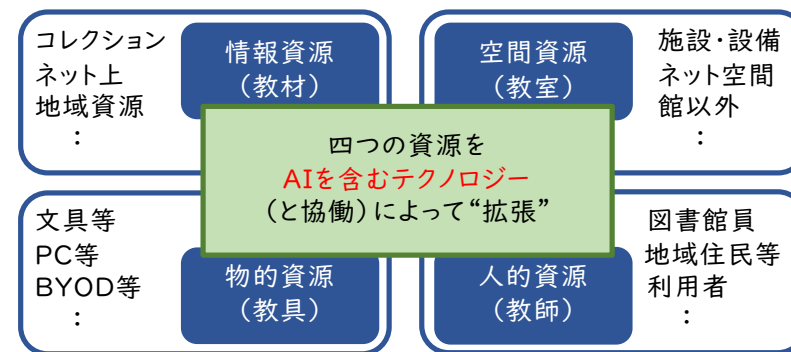 コレクション
ネット上
地域資源
：
情報資源
（教材）
空間資源
（教室）
施設・設備
ネット空間
館以外
：
四つの資源を
AIを含むテクノロジー
（と協働）によって“拡張”
文具等
PC等
BYOD等
：
物的資源
（教具）
人的資源
（教師）
図書館員
地域住民等
利用者
：